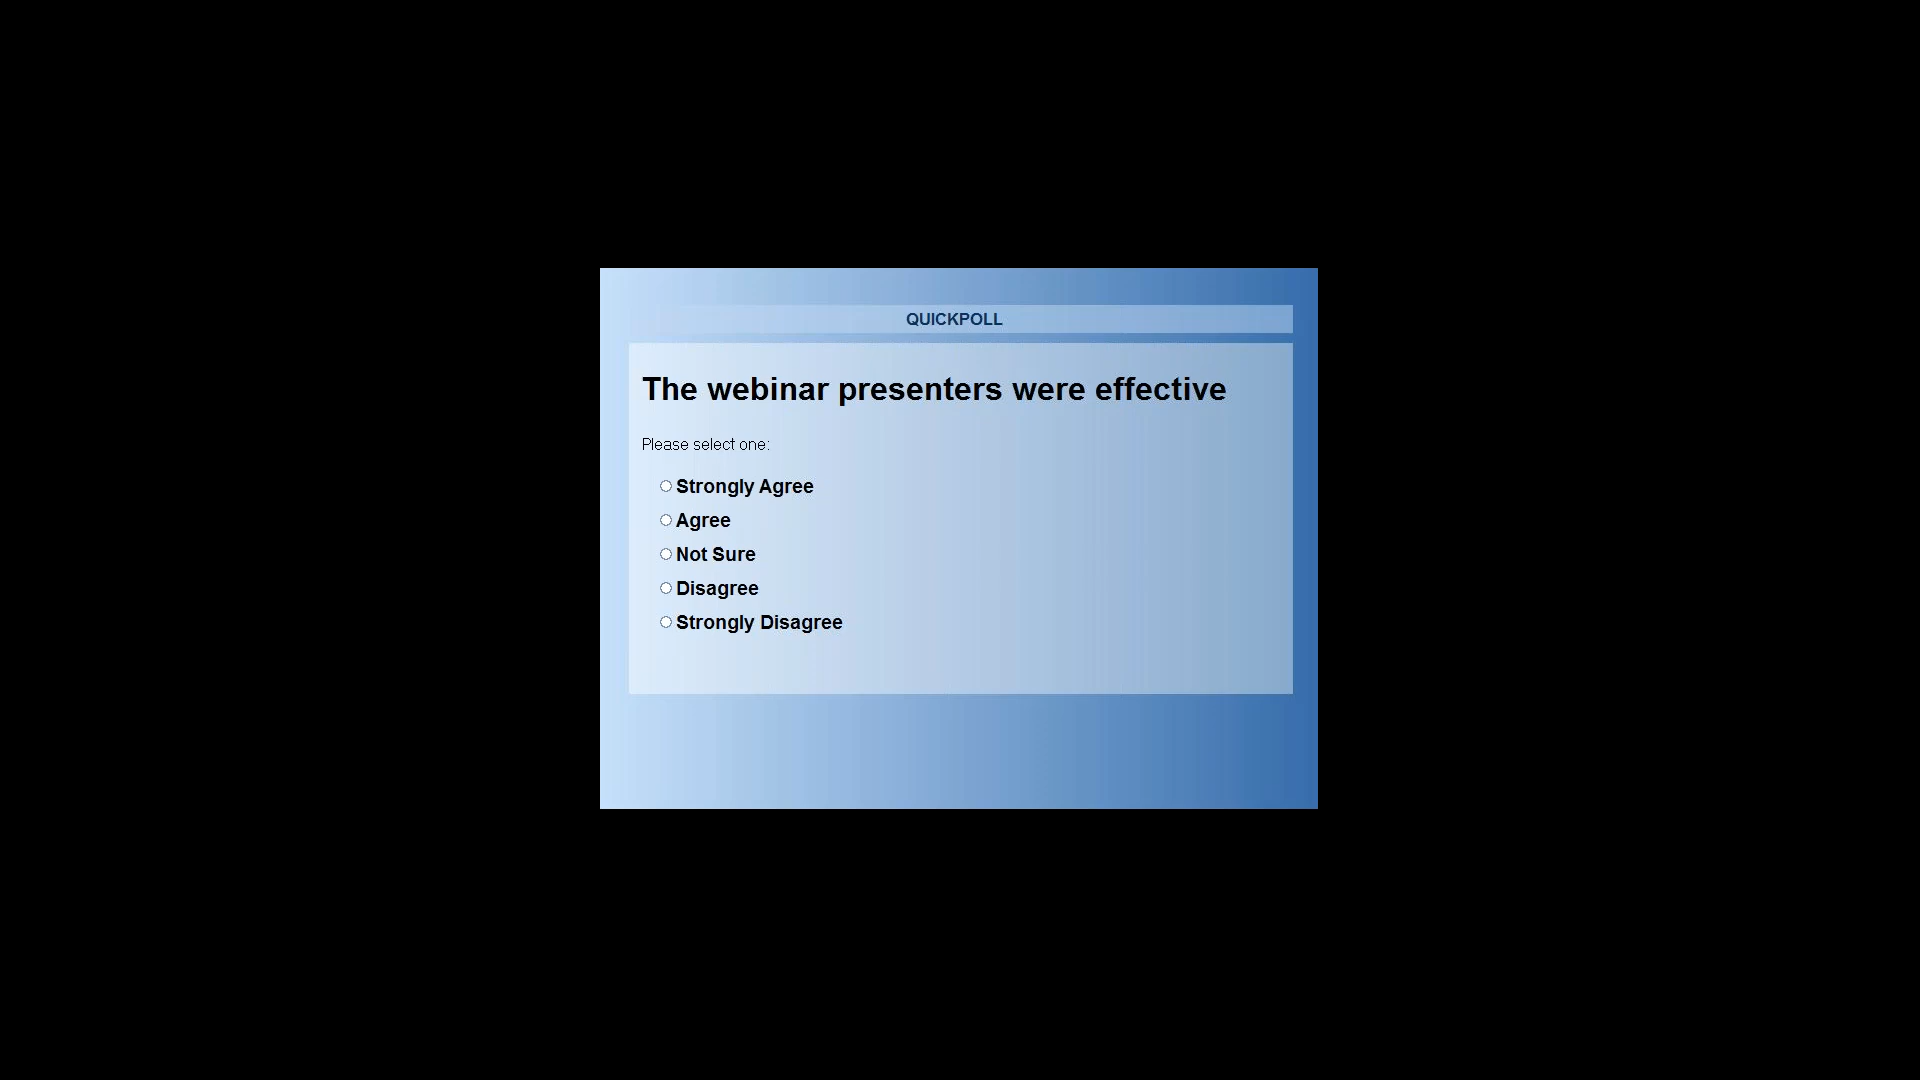 QUICKPOLL
The webinar presenters were effective
Please select one:
Strongly Agree
Agree
Not Sure
Disagree
Strongly Disagree